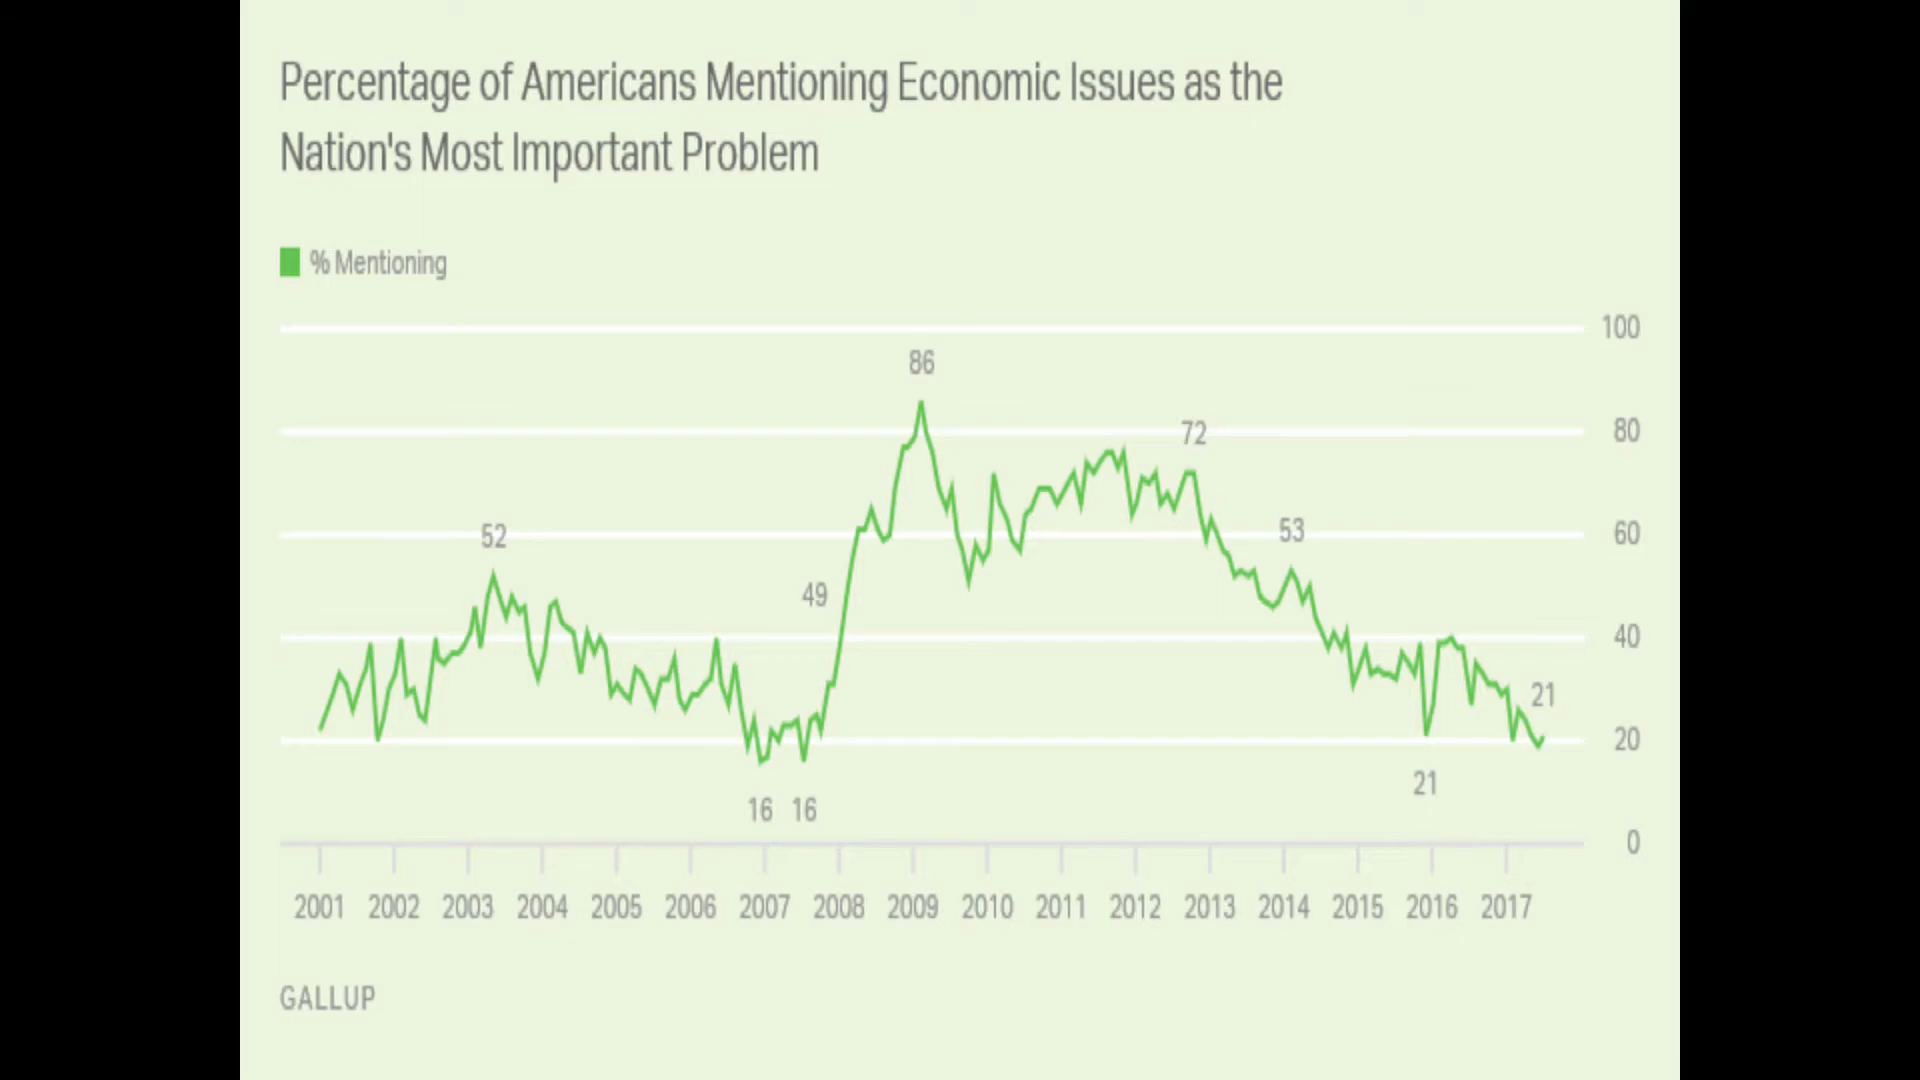 Percentage of Americans Mentioning Economic Issues as the
Nation's Most Important Problem
% Mentioning
100
86
80
72
60
52
53
49
40
21
20
21
16 16
0
2001 2002 2003 2004 2005 2006 2007 2008 2009 2010 2011 2012 2013 2014 2015 2016 2017
GALLUP